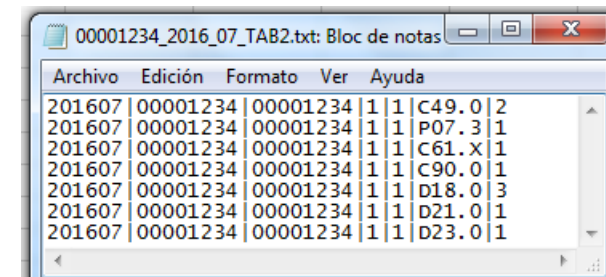 00001234_2016_07_TAB2.txt: Bloc de notas
Archivo Edición Formato Ver Ayuda
201607|00001234|00001234|1|1|C49.0|2
201607|00001234|00001234|1|1|P07.3|1
201607|00001234|00001234|1|1|C61.X|1
201607|00001234|00001234|1|1|C90.0|1
201607|00001234|00001234|1|1|D18.0|3
201607|00001234|00001234|1|1|D21.0|1
201607|00001234|00001234|1|1|D23.0|1